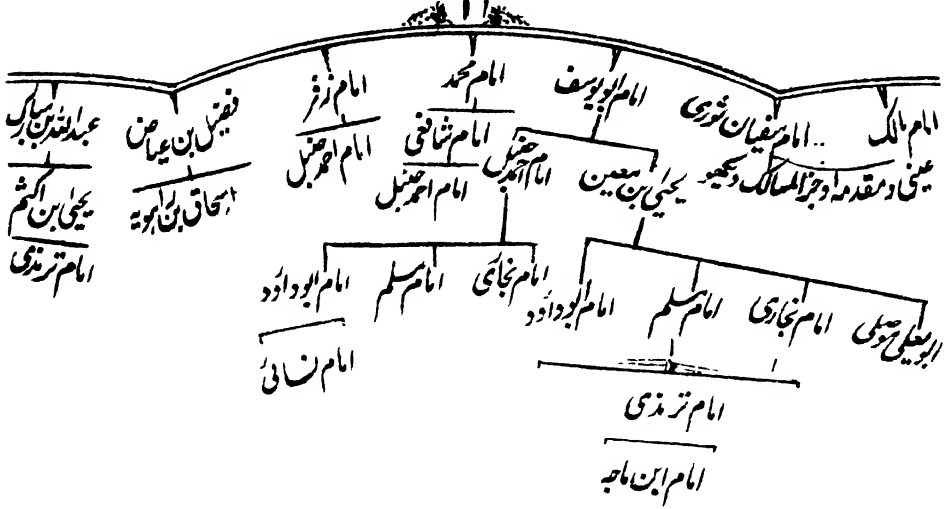 امام مالک
امام سفیان ثوری
امام ابو یوسف
امام محمد
امام زفر
فضیل بن عیاض
عبداللہ بن مبارک
عینی و مقدمہ اوجز المسالک دیکھو
یحییٰ بن معین
امام احمد حنبل
امام شافعی
امام احمد حنبل
امام احمد حنبل
اسحاق بن راہویہ
یحییٰ بن اکثم
امام ترمذی
ابو یعلی موصلی
امام بخاری
امام مسلم
امام ابو داؤد
امام بخاری
امام مسلم
امام ابو داؤد
امام نسائی
امام ترمذی
امام ابن ماجہ